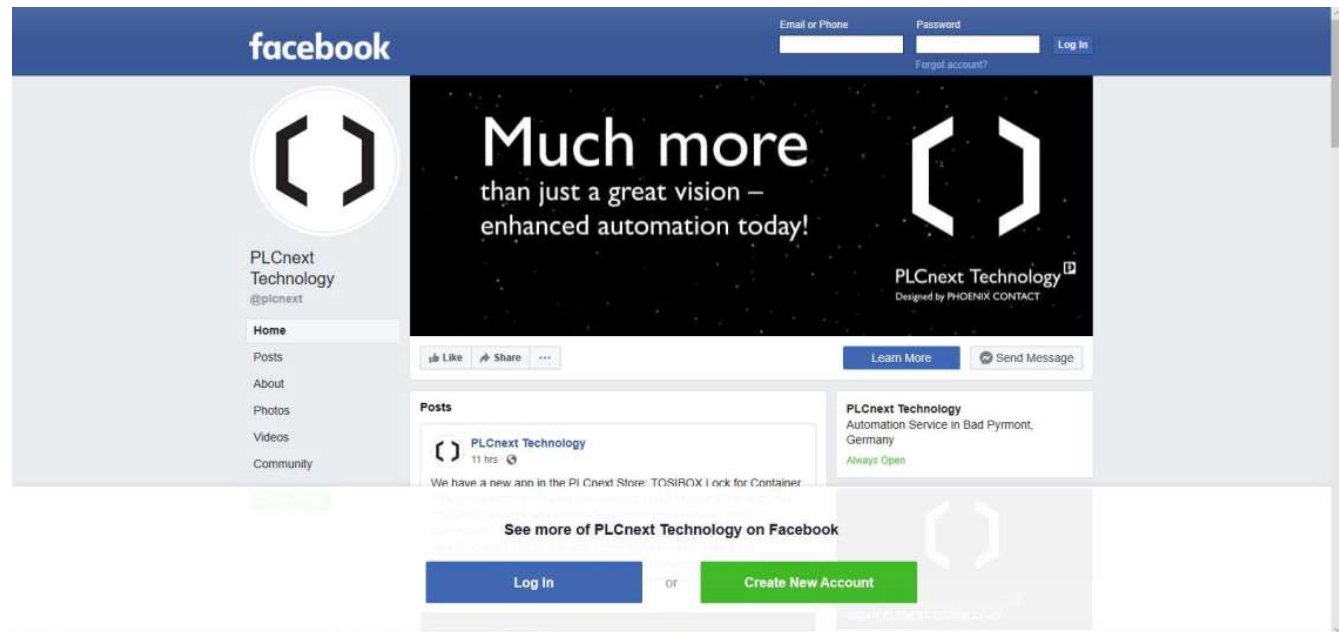 facebook
Email or Phone
Password
Log In
Forgot account?
Much more
than just a great vision –
enhanced automation today!
PLCnext Technology
Designed by PHOENIX CONTACT
PLCnext
Technology
@plcnext
Home
Posts
About
Photos
Videos
Community
Like
Share
Learn More
Send Message
Posts
PLCnext Technology
11 hrs
We have a new app in the PLCnext Store: TOSIBOX Lock for Container
PLCnext Technology
Automation Service in Bad Pyrmont,
Germany
Always Open
See more of PLCnext Technology on Facebook
Log In
or
Create New Account